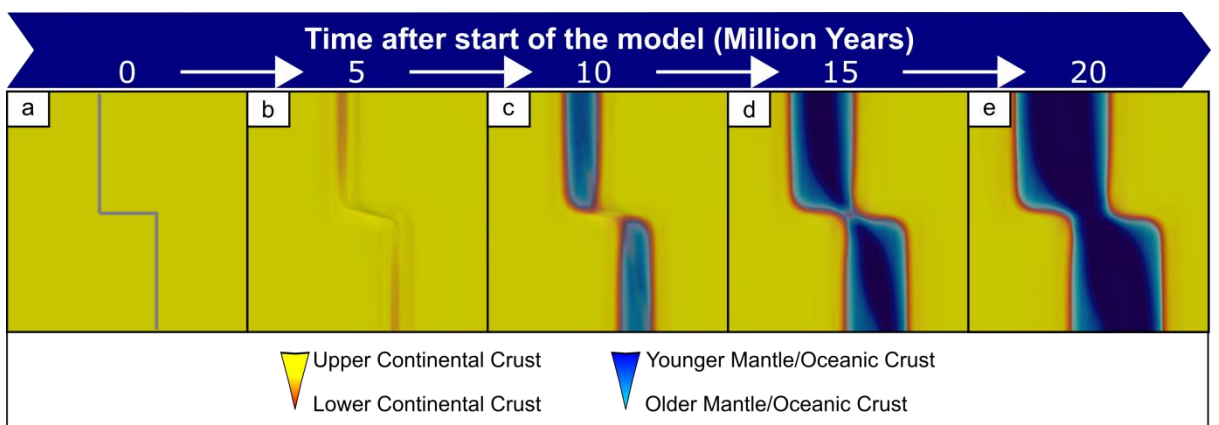 Time after start of the model (Million Years)
0 5 10 15 20
a b c d e
Upper Continental Crust Younger Mantle/Oceanic Crust
Lower Continental Crust Older Mantle/Oceanic Crust